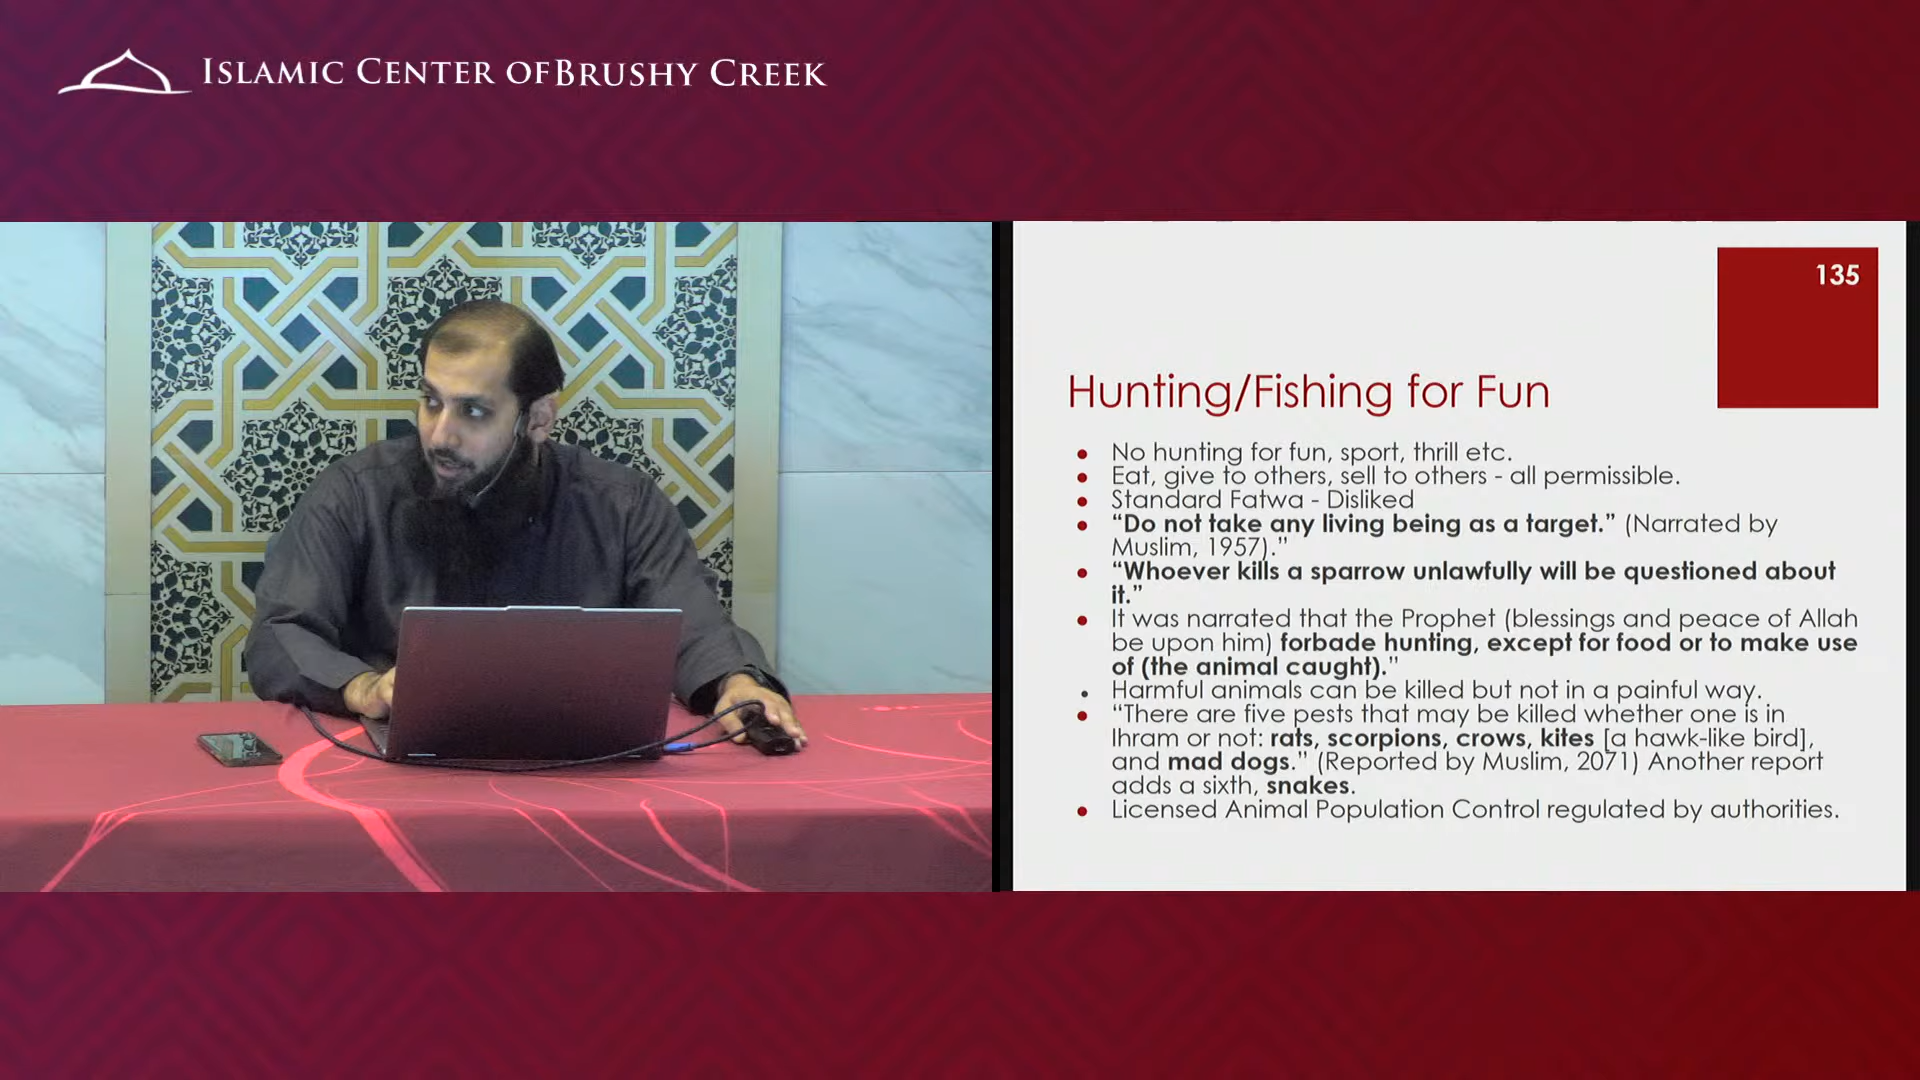 ISLAMIC CENTER OF BRUSHY CREEK
135
Hunting/Fishing for Fun
No hunting for fun, sport, thrill etc.
Eat, give to others, sell to others - all permissible.
Standard Fatwa - Disliked
“Do not take any living being as a target.” (Narrated by
Muslim, 1957).”
“Whoever kills a sparrow unlawfully will be questioned about
it.”
It was narrated that the Prophet (blessings and peace of Allah
be upon him) forbade hunting, except for food or to make use
of (the animal caught).”
Harmful animals can be killed but not in a painful way.
“There are five pests that may be killed whether one is in
Ihram or not: rats, scorpions, crows, kites [a hawk-like bird],
and mad dogs.” (Reported by Muslim, 2071) Another report
adds a sixth, snakes.
Licensed Animal Population Control regulated by authorities.